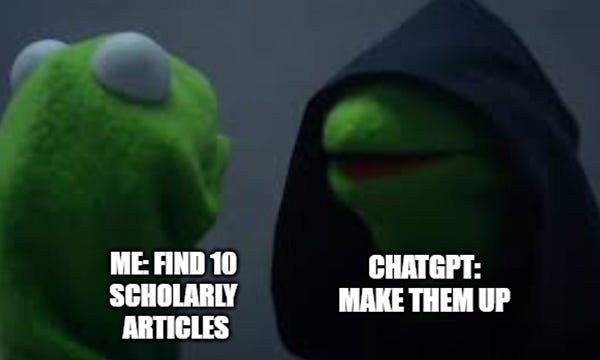 ME: FIND 10
SCHOLARLY
ARTICLES
CHATGPT:
MAKE THEM UP